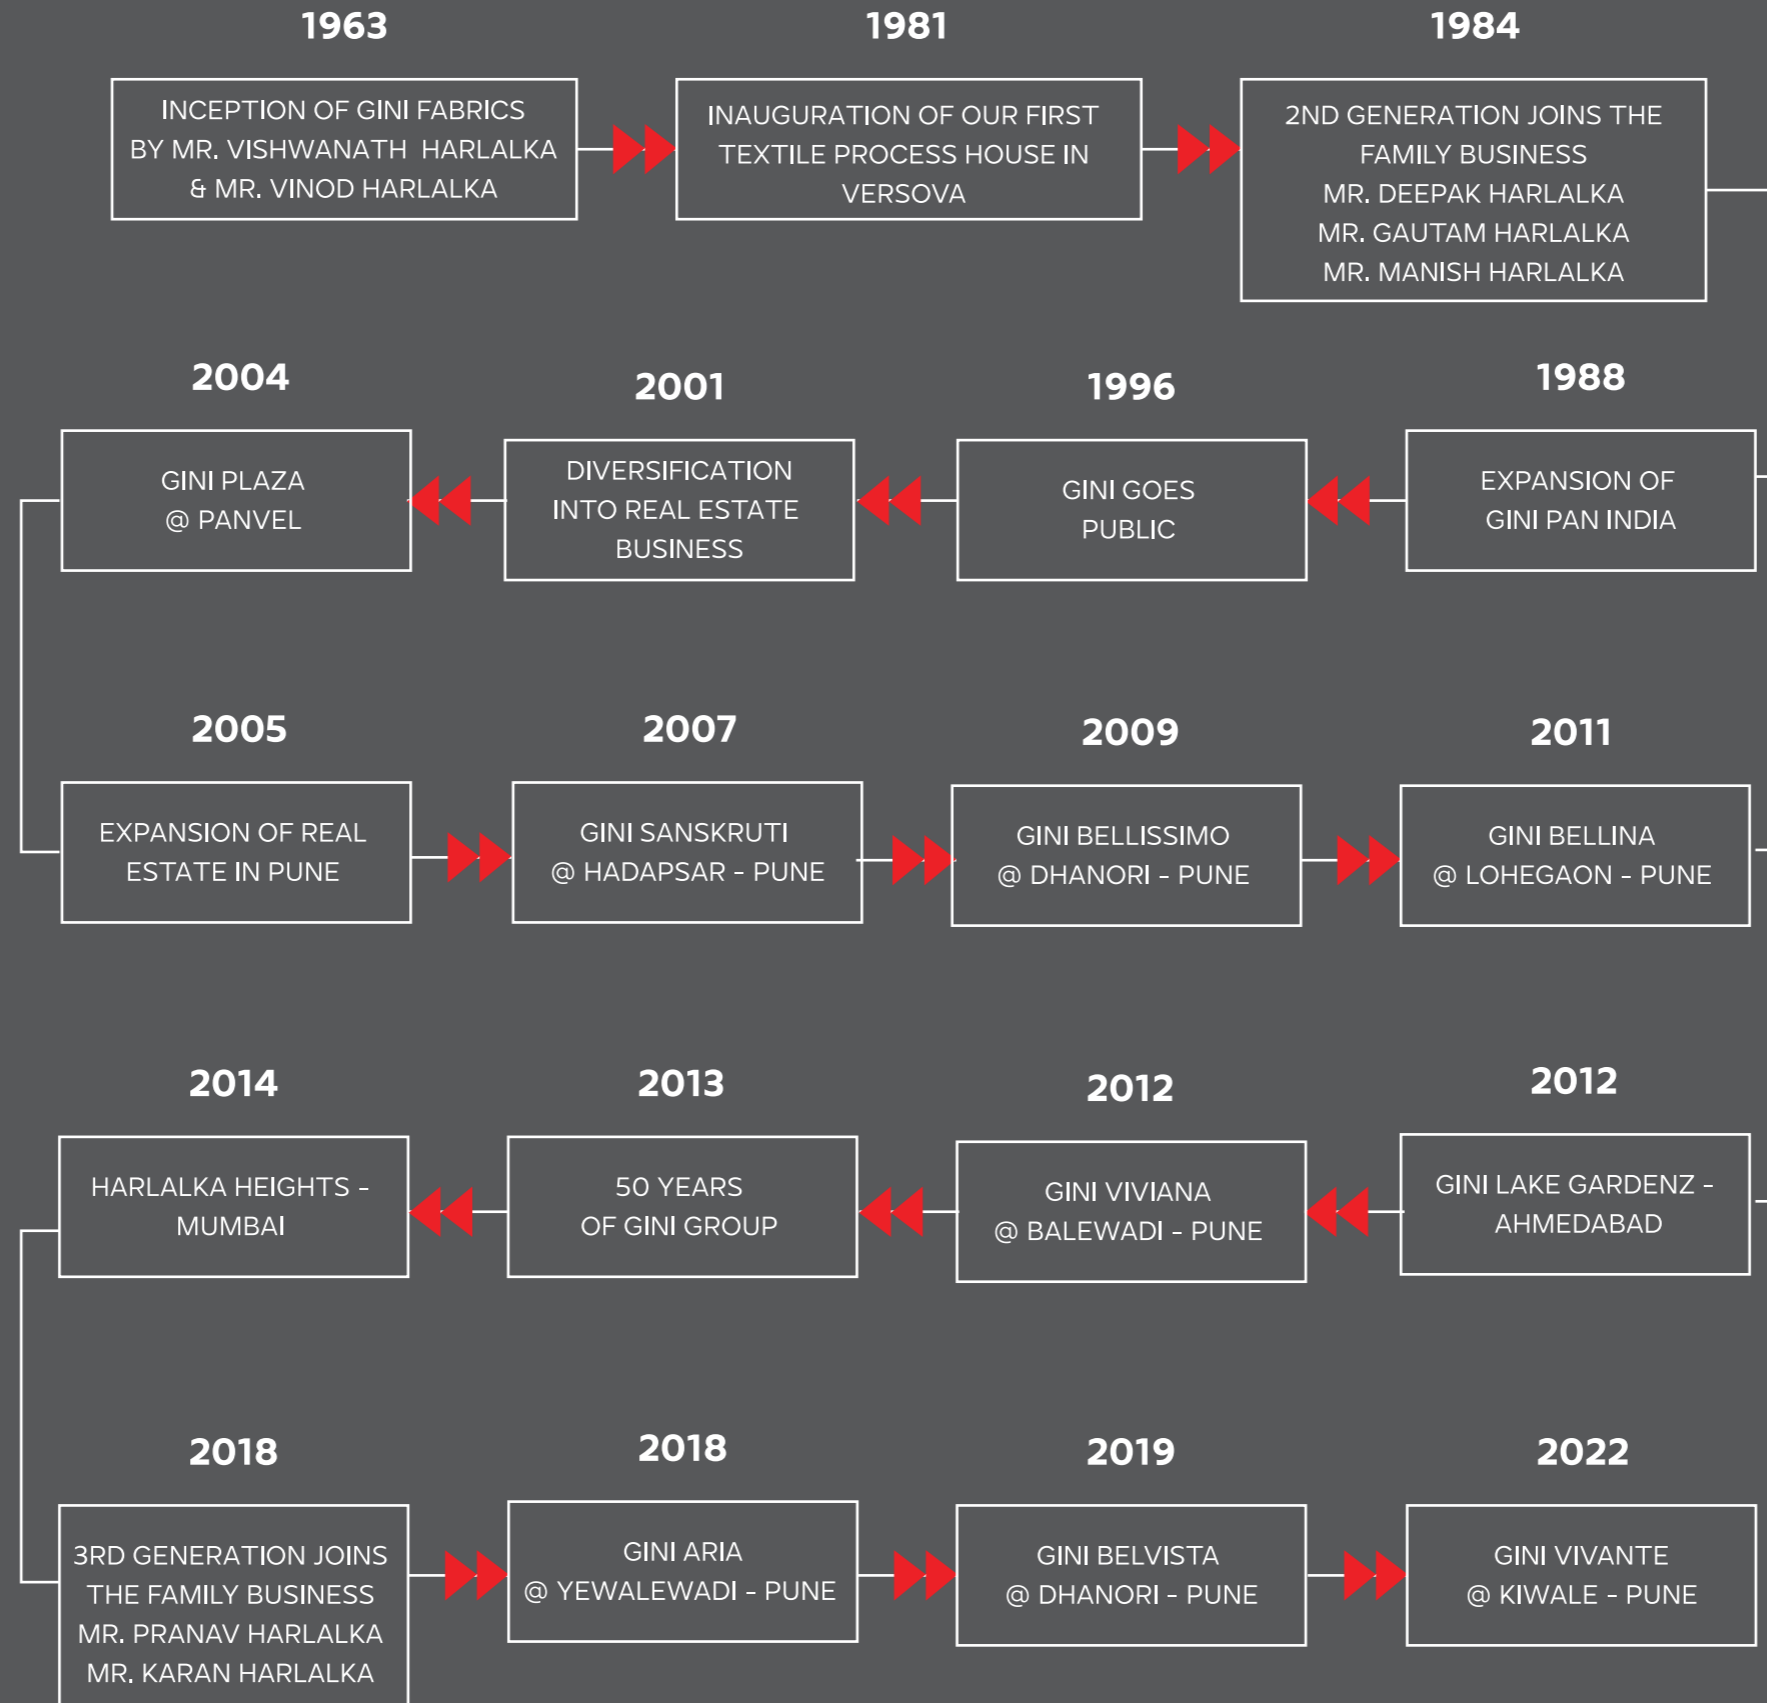 1963
INCEPTION OF GINI FABRICS
BY MR. VISHWANATH HARLALKA
& MR. VINOD HARLALKA
1981
INAUGURATION OF OUR FIRST
TEXTILE PROCESS HOUSE IN
VERSOVA
1984
2ND GENERATION JOINS THE
FAMILY BUSINESS
MR. DEEPAK HARLALKA
MR. GAUTAM HARLALKA
MR. MANISH HARLALKA
1988
EXPANSION OF
GINI PAN INDIA
1996
GINI GOES
PUBLIC
2001
DIVERSIFICATION
INTO REAL ESTATE
BUSINESS
2004
GINI PLAZA
@ PANVEL
2005
EXPANSION OF REAL
ESTATE IN PUNE
2007
GINI SANSKRUTI
@ HADAPSAR - PUNE
2009
GINI BELLISSIMO
@ DHANORI - PUNE
2011
GINI BELLINA
@ LOHEGAON - PUNE
2012
GINI LAKE GARDENZ -
AHMEDABAD
2012
GINI VIVIANA
@ BALEWADI - PUNE
2013
50 YEARS
OF GINI GROUP
2014
HARLALKA HEIGHTS -
MUMBAI
2018
3RD GENERATION JOINS
THE FAMILY BUSINESS
MR. PRANAV HARLALKA
MR. KARAN HARLALKA
2018
GINI ARIA
@ YEWALEWADI - PUNE
2019
GINI BELVISTA
@ DHANORI - PUNE
2022
GINI VIVANTE
@ KIWALE - PUNE